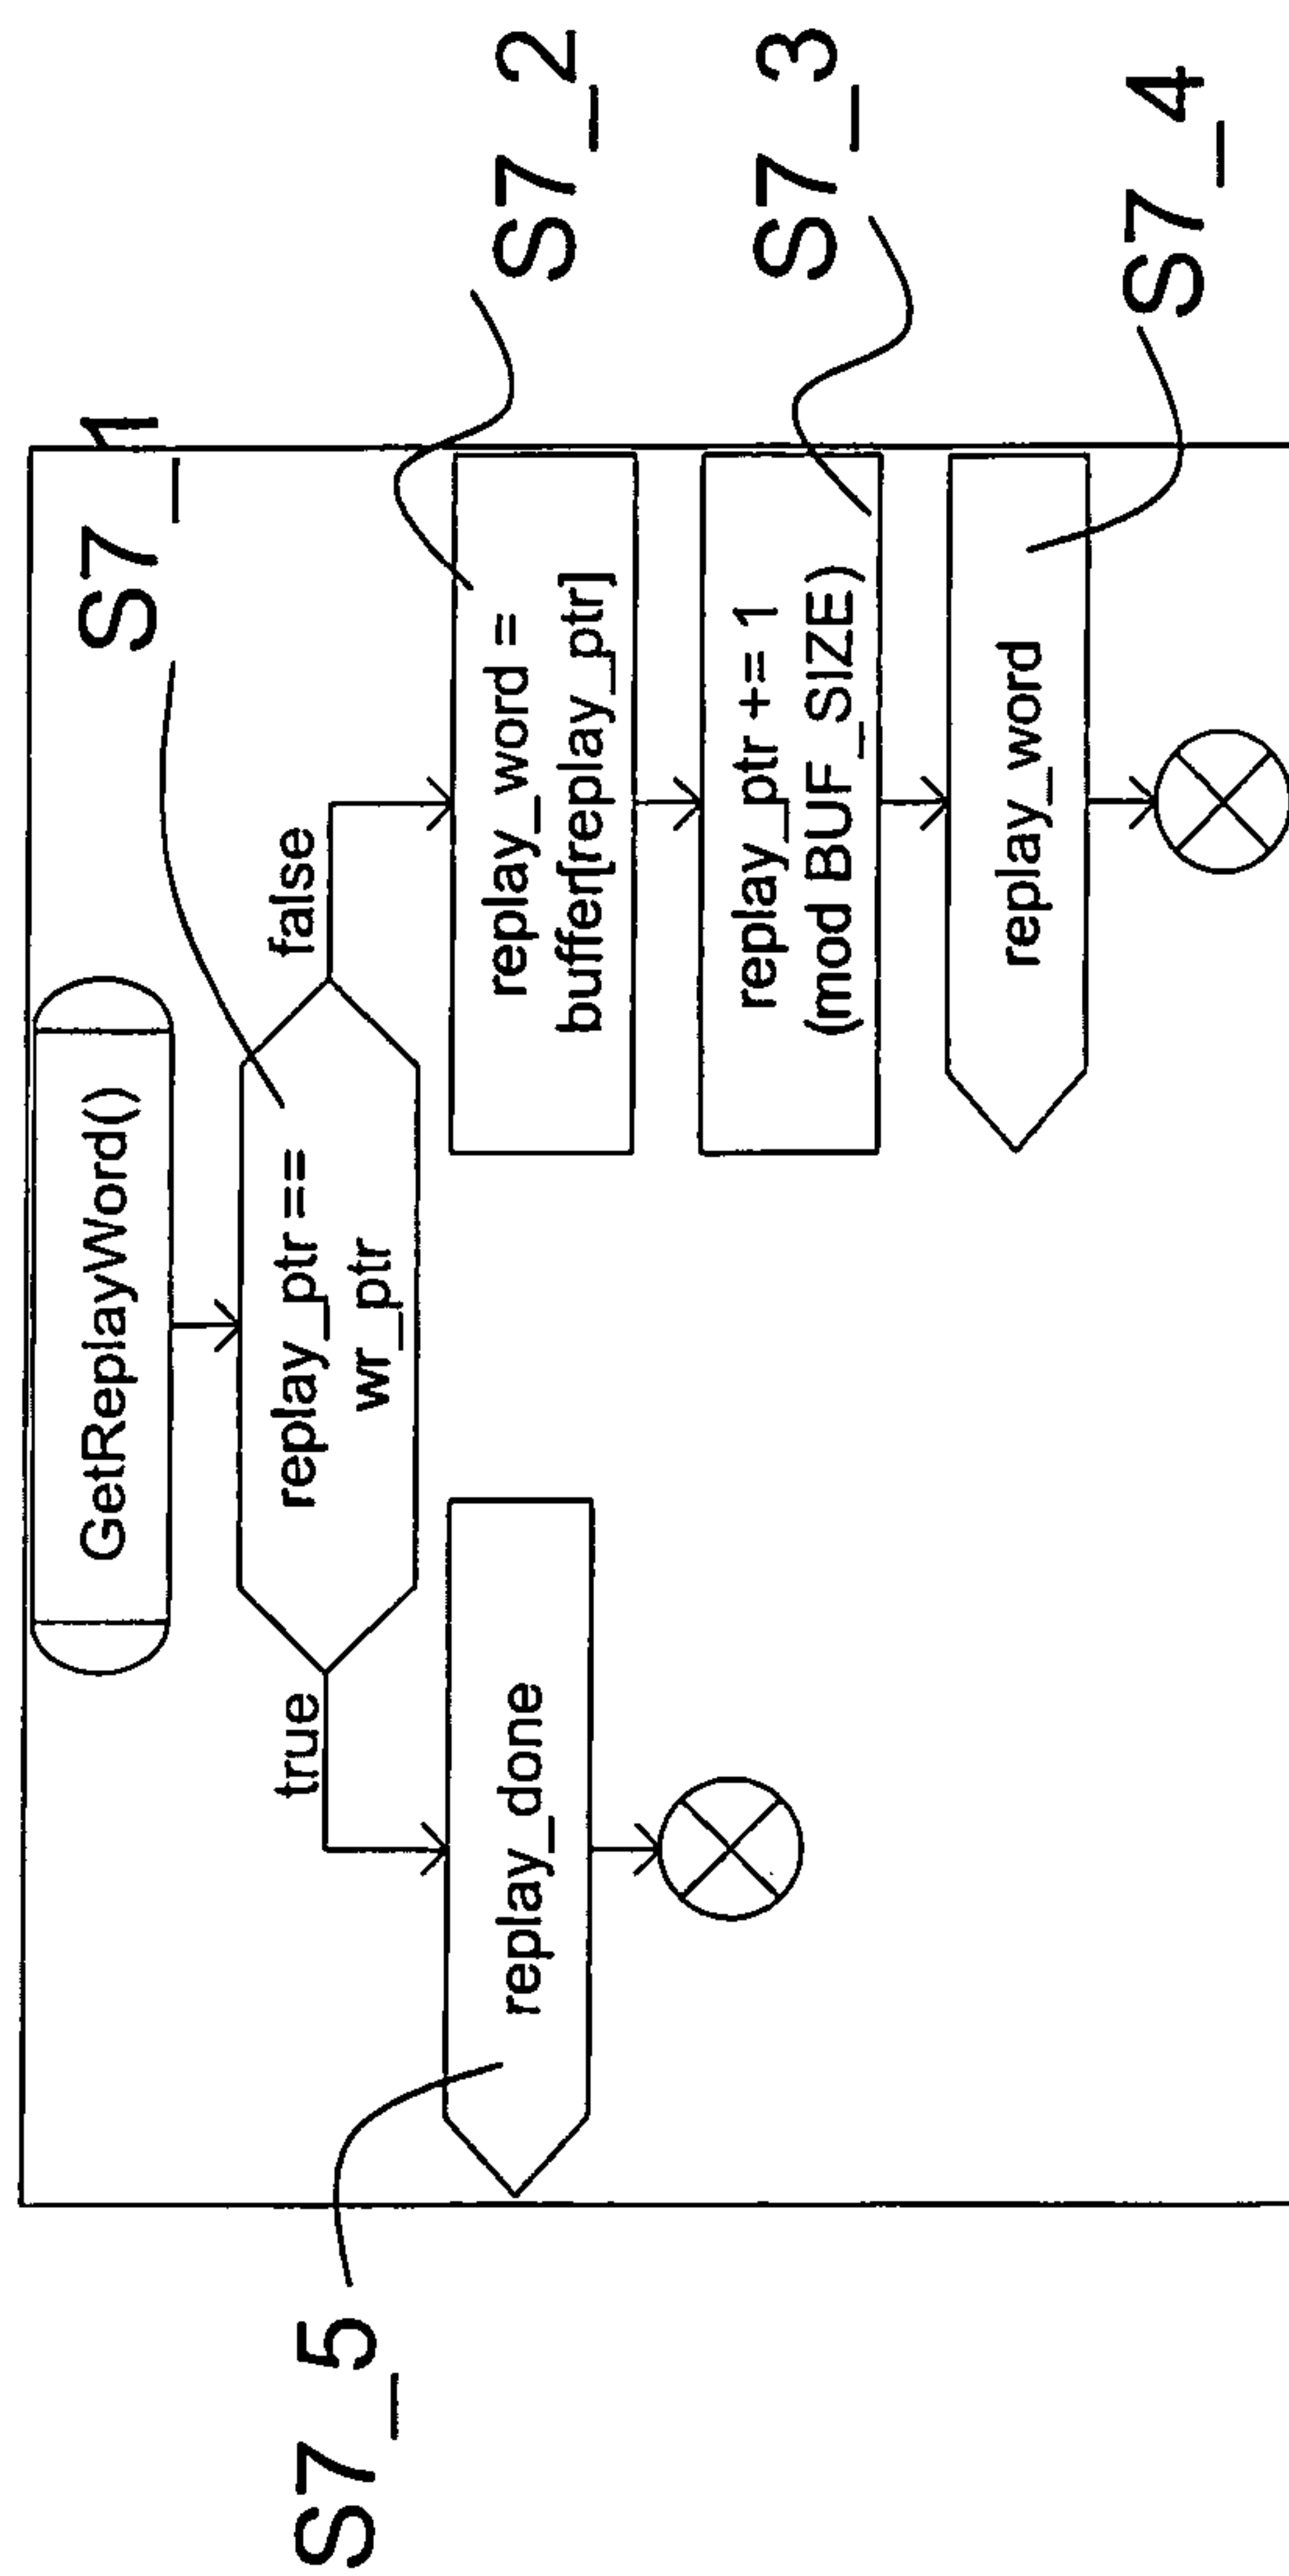 S7_1
GetReplayWord()
replay_ptr ==
wr_ptr
true
false
S7_5
replay_done
replay_word =
buffer[replay_ptr]
S7_2
replay_ptr += 1
(mod BUF_SIZE)
S7_3
replay_word
S7_4